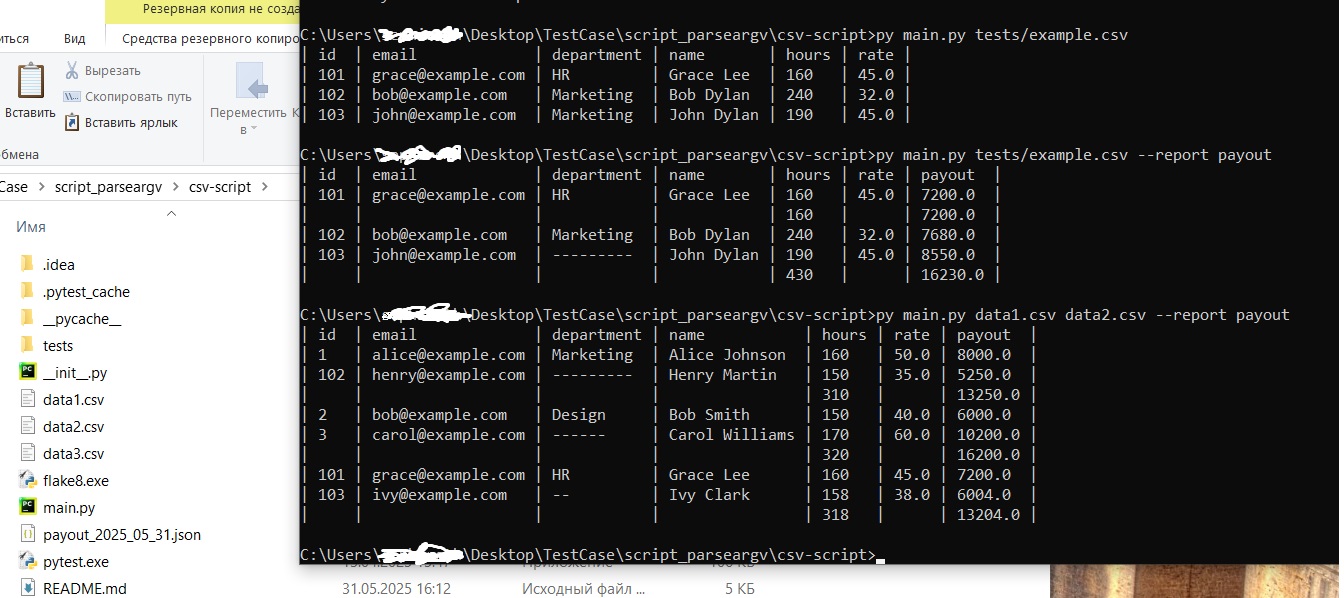 Резервная копия не созда
ться Вид Средства резервного копиро
Вставить
Вырезать
Скопировать путь
Вставить ярлык
Переместить К
в
бмена
Case > script_parseargv > csv-script >
Имя
.idea
.pytest_cache
__pycache__
tests
__init__.py
data1.csv
data2.csv
data3.csv
flake8.exe
main.py
payout_2025_05_31.json
pytest.exe
README.md
31.05.2025 16:12 Исходный файл ... 5 КБ
C:\Users\ \Desktop\TestCase\script_parseargv\csv-script>py main.py tests/example.csv
| id | email | department | name | hours | rate |
| 101 | grace@example.com | HR | Grace Lee | 160 | 45.0 |
| 102 | bob@example.com | Marketing | Bob Dylan | 240 | 32.0 |
| 103 | john@example.com | Marketing | John Dylan | 190 | 45.0 |
C:\Users\ \Desktop\TestCase\script_parseargv\csv-script>py main.py tests/example.csv --report payout
| id | email | department | name | hours | rate | payout |
| 101 | grace@example.com | HR | Grace Lee | 160 | 45.0 | 7200.0 |
| | | | | 160 | | 7200.0 |
| 102 | bob@example.com | Marketing | Bob Dylan | 240 | 32.0 | 7680.0 |
| 103 | john@example.com | --------- | John Dylan | 190 | 45.0 | 8550.0 |
| | | | | 430 | | 16230.0 |
C:\Users\ \Desktop\TestCase\script_parseargv\csv-script>py main.py data1.csv data2.csv --report payout
| id | email | department | name | hours | rate | payout |
| 1 | alice@example.com | Marketing | Alice Johnson | 160 | 50.0 | 8000.0 |
| 102 | henry@example.com | --------- | Henry Martin | 150 | 35.0 | 5250.0 |
| | | | | 310 | | 13250.0 |
| 2 | bob@example.com | Design | Bob Smith | 150 | 40.0 | 6000.0 |
| 3 | carol@example.com | ------ | Carol Williams | 170 | 60.0 | 10200.0 |
| | | | | 320 | | 16200.0 |
| 101 | grace@example.com | HR | Grace Lee | 160 | 45.0 | 7200.0 |
| 103 | ivy@example.com | -- | Ivy Clark | 158 | 38.0 | 6004.0 |
| | | | | 318 | | 13204.0 |
C:\Users\ \Desktop\TestCase\script_parseargv\csv-script>